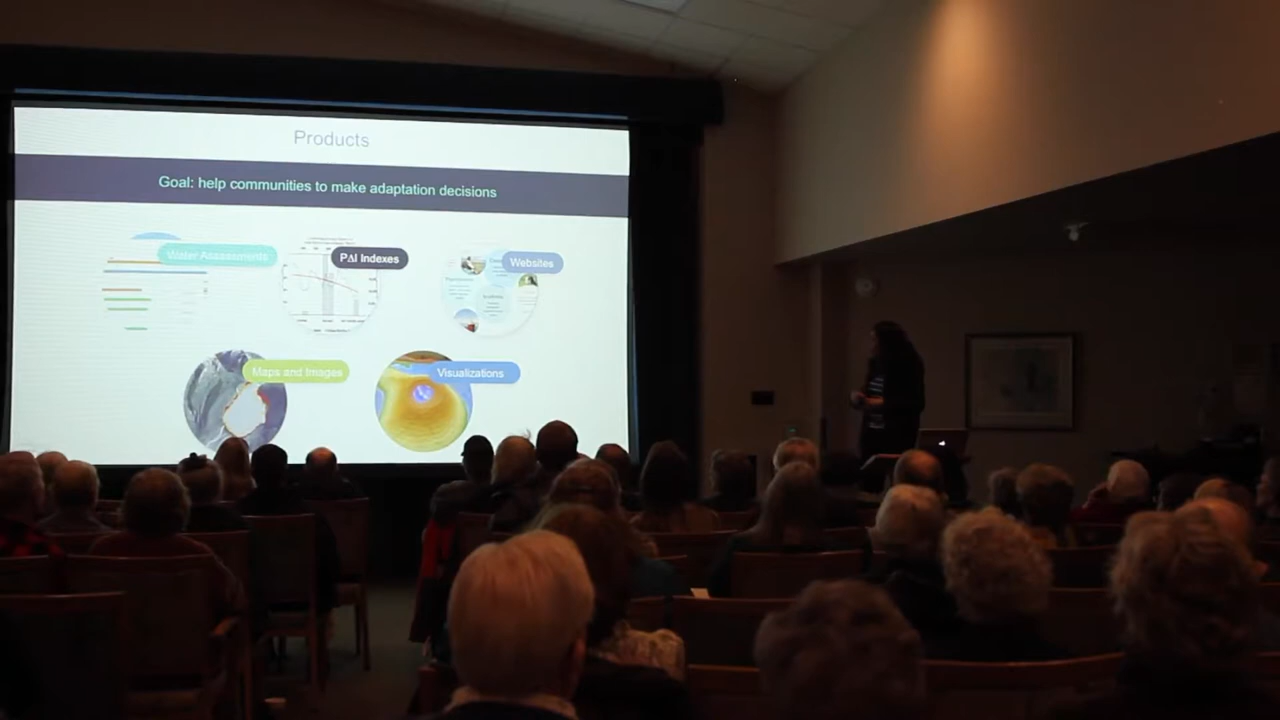 Products
Goal: help communities to make adaptation decisions
Water Assessments
PΔI Indexes
Websites
Maps and Images
Visualizations